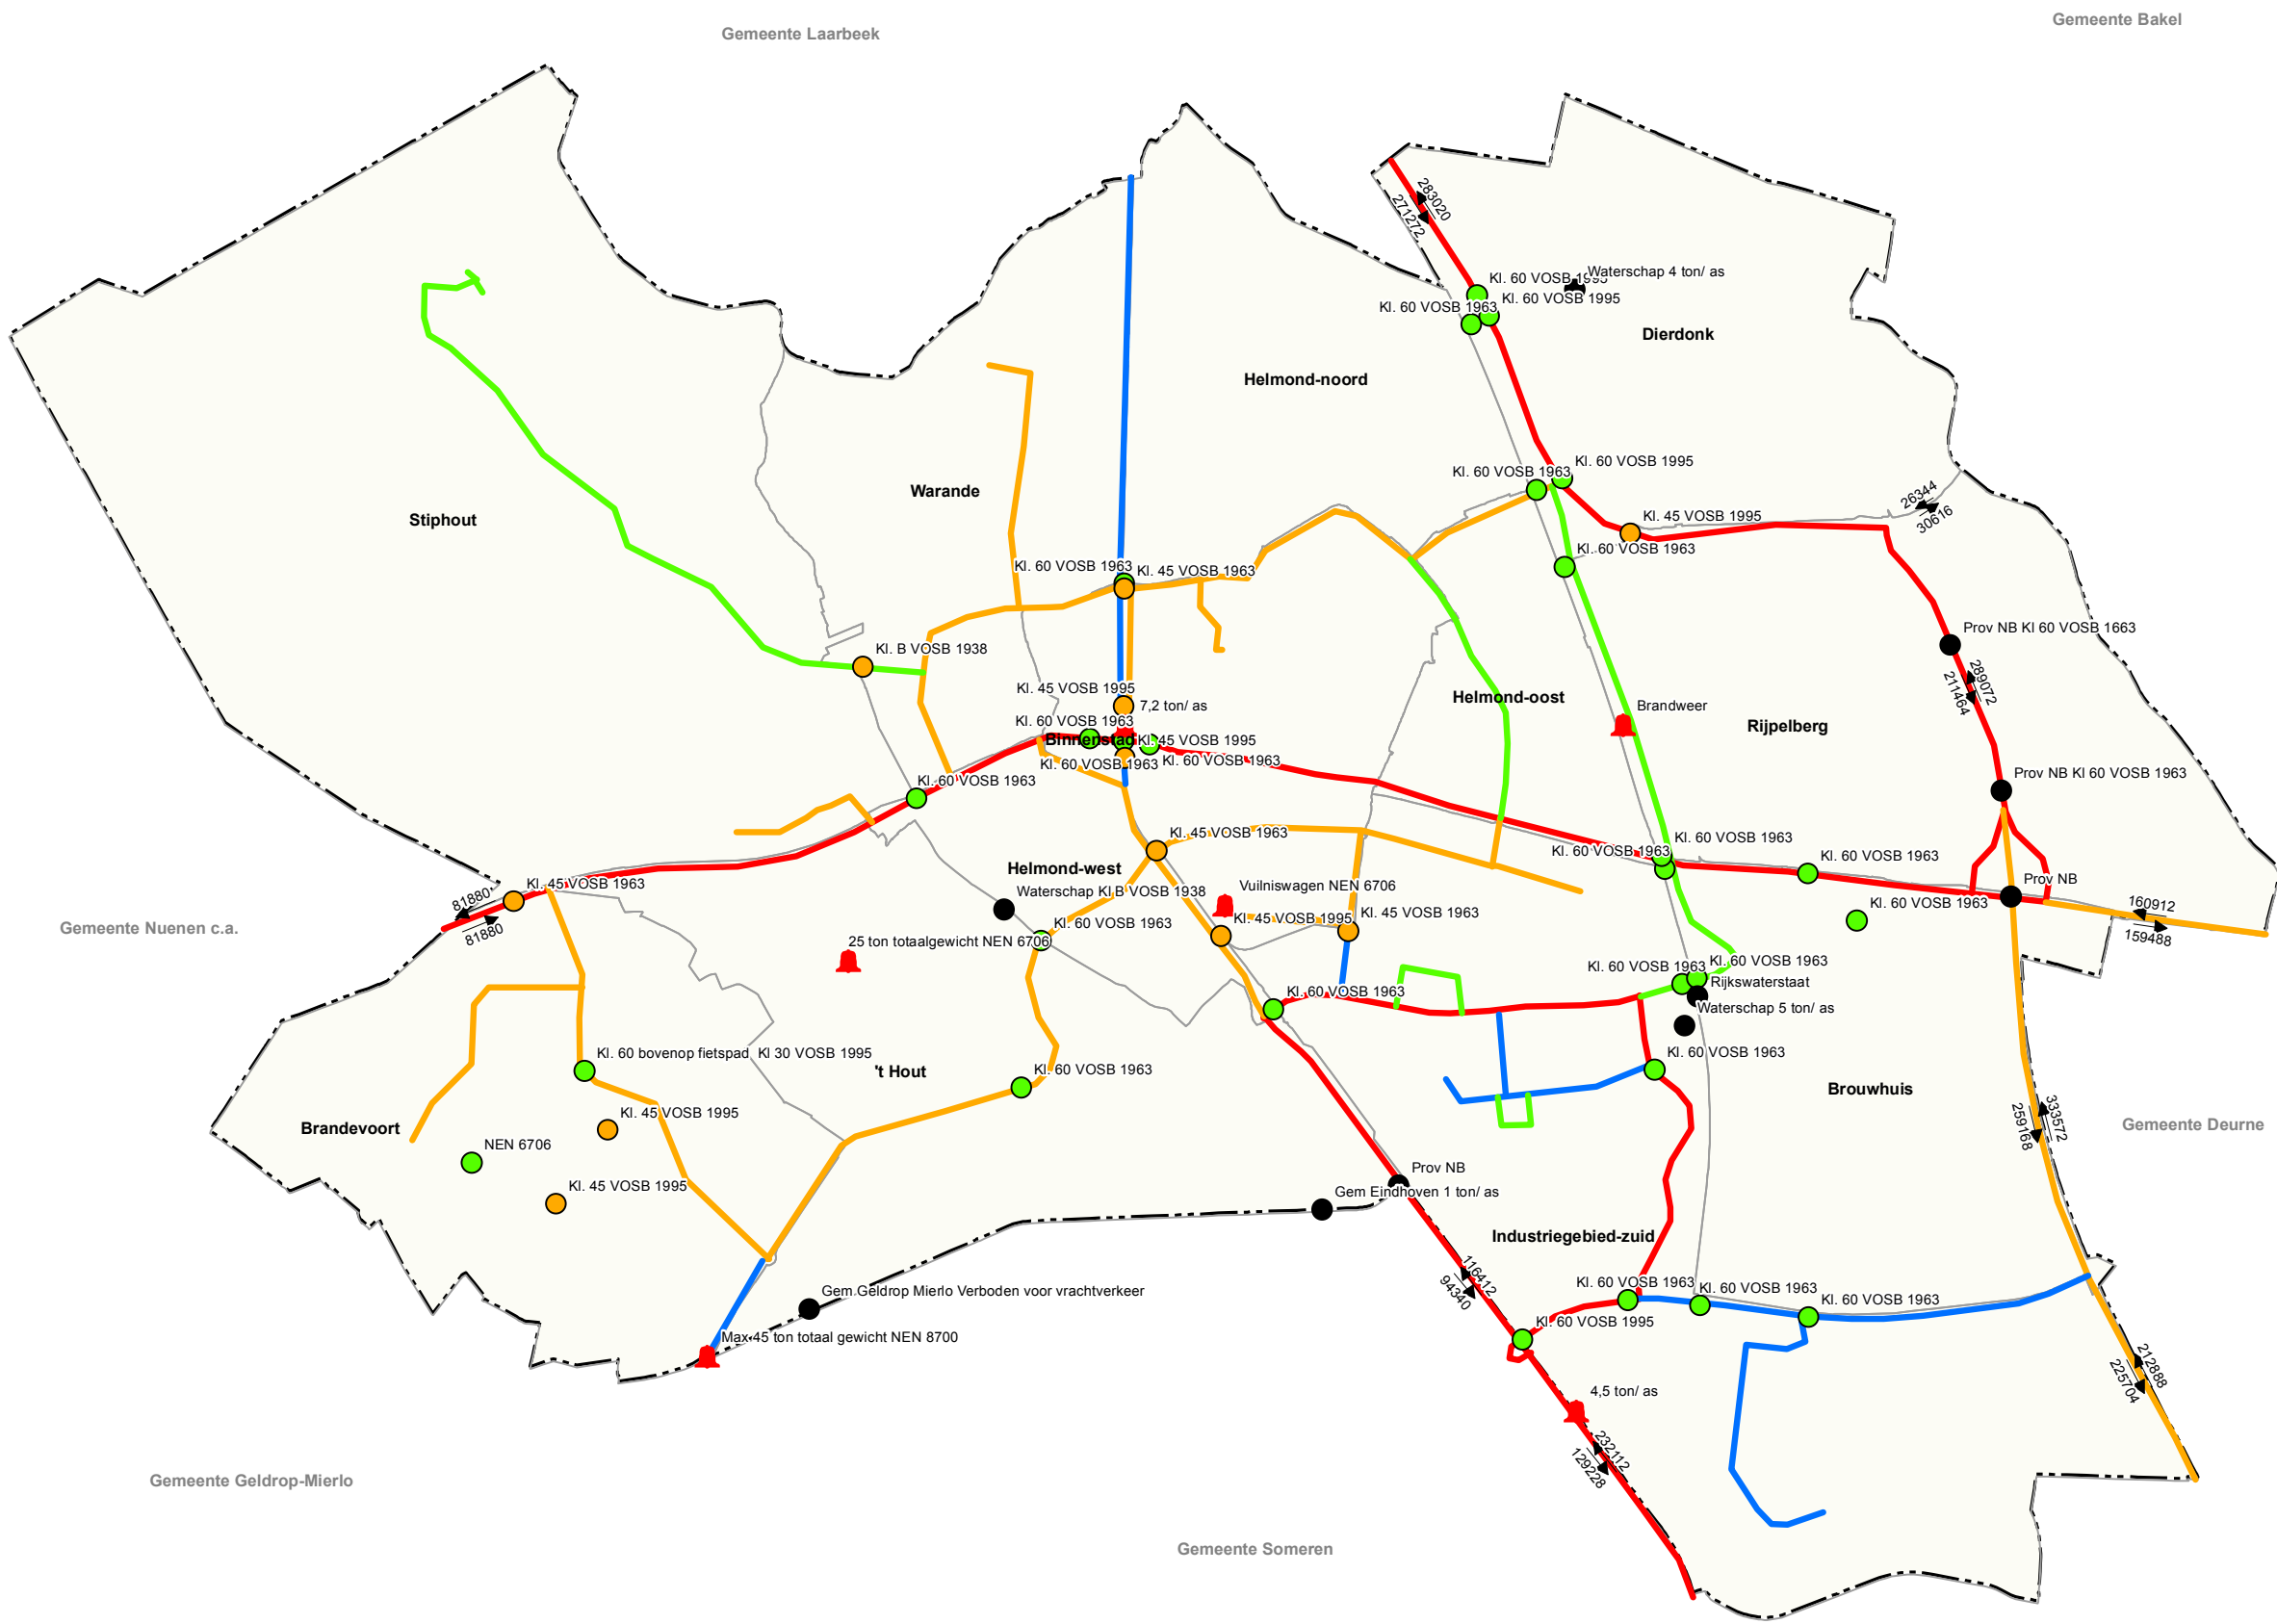 Gemeente Bakel
Gemeente Laarbeek
283020
271272
Waterschap 4 ton/ as
Kl. 60 VOSB 1995
Kl. 60 VOSB 1995
Kl. 60 VOSB 1963
Dierdonk
Helmond-noord
Kl. 60 VOSB 1995
Kl. 60 VOSB 1963
Warande
26344
30616
Stiphout
Kl. 45 VOSB 1995
Kl. 60 VOSB 1963
Kl. 60 VOSB 1963
Kl. 45 VOSB 1963
Prov NB Kl 60 VOSB 1663
Kl. B VOSB 1938
289072
211464
Kl. 45 VOSB 1995
Helmond-oost
7,2 ton/ as
Brandweer
Kl. 60 VOSB 1963
Rijpelberg
Binnenstad
Kl. 45 VOSB 1995
Kl. 60 VOSB 1963
Kl. 60 VOSB 1963
Prov NB Kl 60 VOSB 1963
Kl. 60 VOSB 1963
Kl. 45 VOSB 1963
Kl. 60 VOSB 1963
Kl. 60 VOSB 1963
Kl. 60 VOSB 1963
Helmond-west
Prov NB
Kl. 45 VOSB 1963
Vuilniswagen NEN 6706
Waterschap Kl B VOSB 1938
81880
81880
Kl. 60 VOSB 1963
160912
159488
Kl. 45 VOSB 1995
Kl. 45 VOSB 1963
Kl. 60 VOSB 1963
Gemeente Nuenen c.a.
25 ton totaalgewicht NEN 6706
Kl. 60 VOSB 1963
Kl. 60 VOSB 1963
Rijkswaterstaat
Kl. 60 VOSB 1963
Waterschap 5 ton/ as
Kl. 60 bovenop fietspad Kl 30 VOSB 1995
Kl. 60 VOSB 1963
't Hout
Kl. 60 VOSB 1963
Brouwhuis
Kl. 45 VOSB 1995
333572
259168
Brandevoort
Gemeente Deurne
NEN 6706
Prov NB
Kl. 45 VOSB 1995
Gem Eindhoven 1 ton/ as
Industriegebied-zuid
116412
94340
Kl. 60 VOSB 1963
Kl. 60 VOSB 1963
Gem Geldrop Mierlo Verboden voor vrachtverkeer
Kl. 60 VOSB 1963
Kl. 60 VOSB 1995
Max 45 ton totaal gewicht NEN 8700
212888
225704
4,5 ton/ as
232112
129228
Gemeente Geldrop-Mierlo
Gemeente Someren